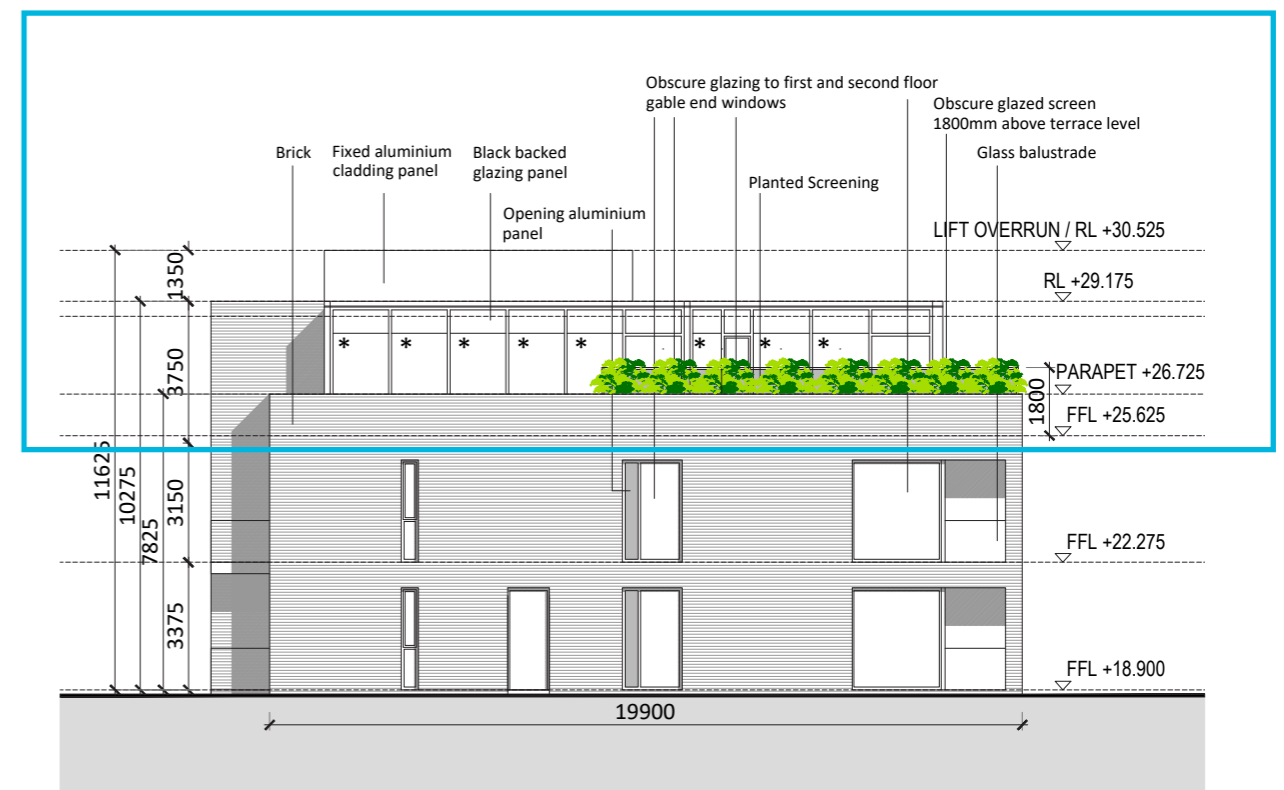 Obscure glazing to first and second floor
gable end windows
Obscure glazed screen
1800mm above terrace level
Brick
Fixed aluminium
cladding panel
Black backed
glazing panel
Glass balustrade
Planted Screening
Opening aluminium
panel
LIFT OVERRUN / RL +30.525
1350
RL +29.175
* * * * * * * *
3750
PARAPET +26.725
1800
FFL +25.625
11625
10275
7825
3150
FFL +22.275
3375
FFL +18.900
19900